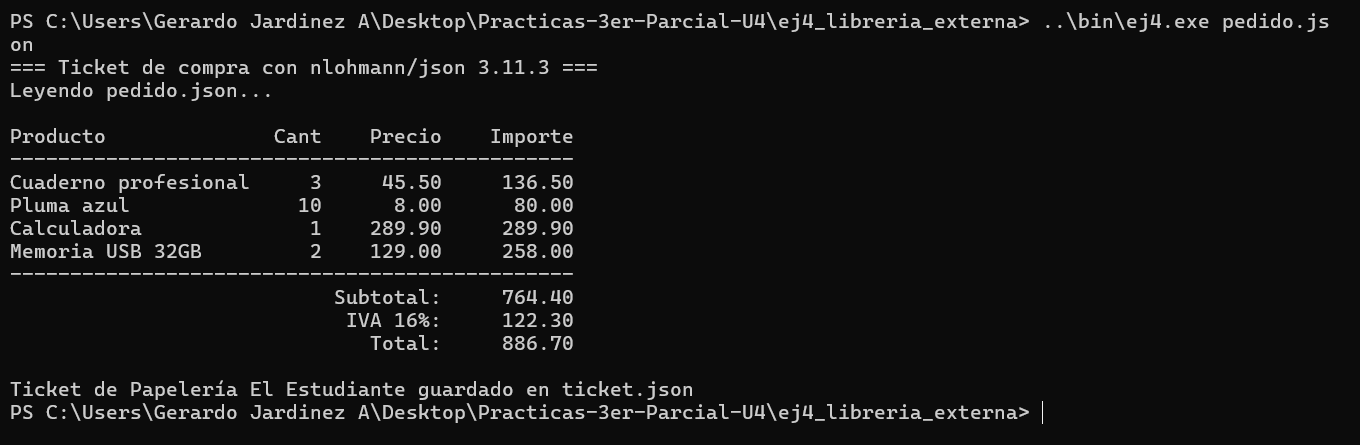 PS C:\Users\Gerardo Jardinez A\Desktop\Practicas-3er-Parcial-U4\ej4_libreria_externa> ..\bin\ej4.exe pedido.js
on
=== Ticket de compra con nlohmann/json 3.11.3 ===
Leyendo pedido.json...
Producto              Cant    Precio    Importe
-----------------------------------------------
Cuaderno profesional     3     45.50     136.50
Pluma azul              10      8.00      80.00
Calculadora              1    289.90     289.90
Memoria USB 32GB         2    129.00     258.00
-----------------------------------------------
                           Subtotal:     764.40
                            IVA 16%:     122.30
                              Total:     886.70
Ticket de Papelería El Estudiante guardado en ticket.json
PS C:\Users\Gerardo Jardinez A\Desktop\Practicas-3er-Parcial-U4\ej4_libreria_externa>